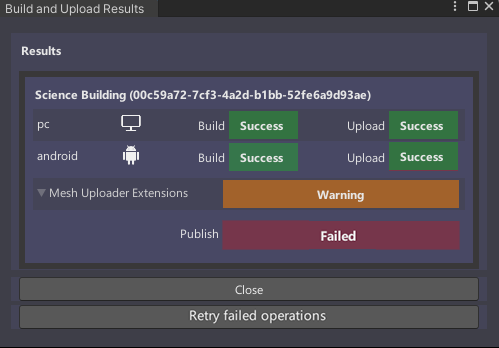 Build and Upload Results
Results
Science Building (00c59a72-7cf3-4a2d-b1bb-52fe6a9d93ae)
pc Build Success Upload Success
android Build Success Upload Success
Mesh Uploader Extensions Warning
Publish Failed
Close
Retry failed operations